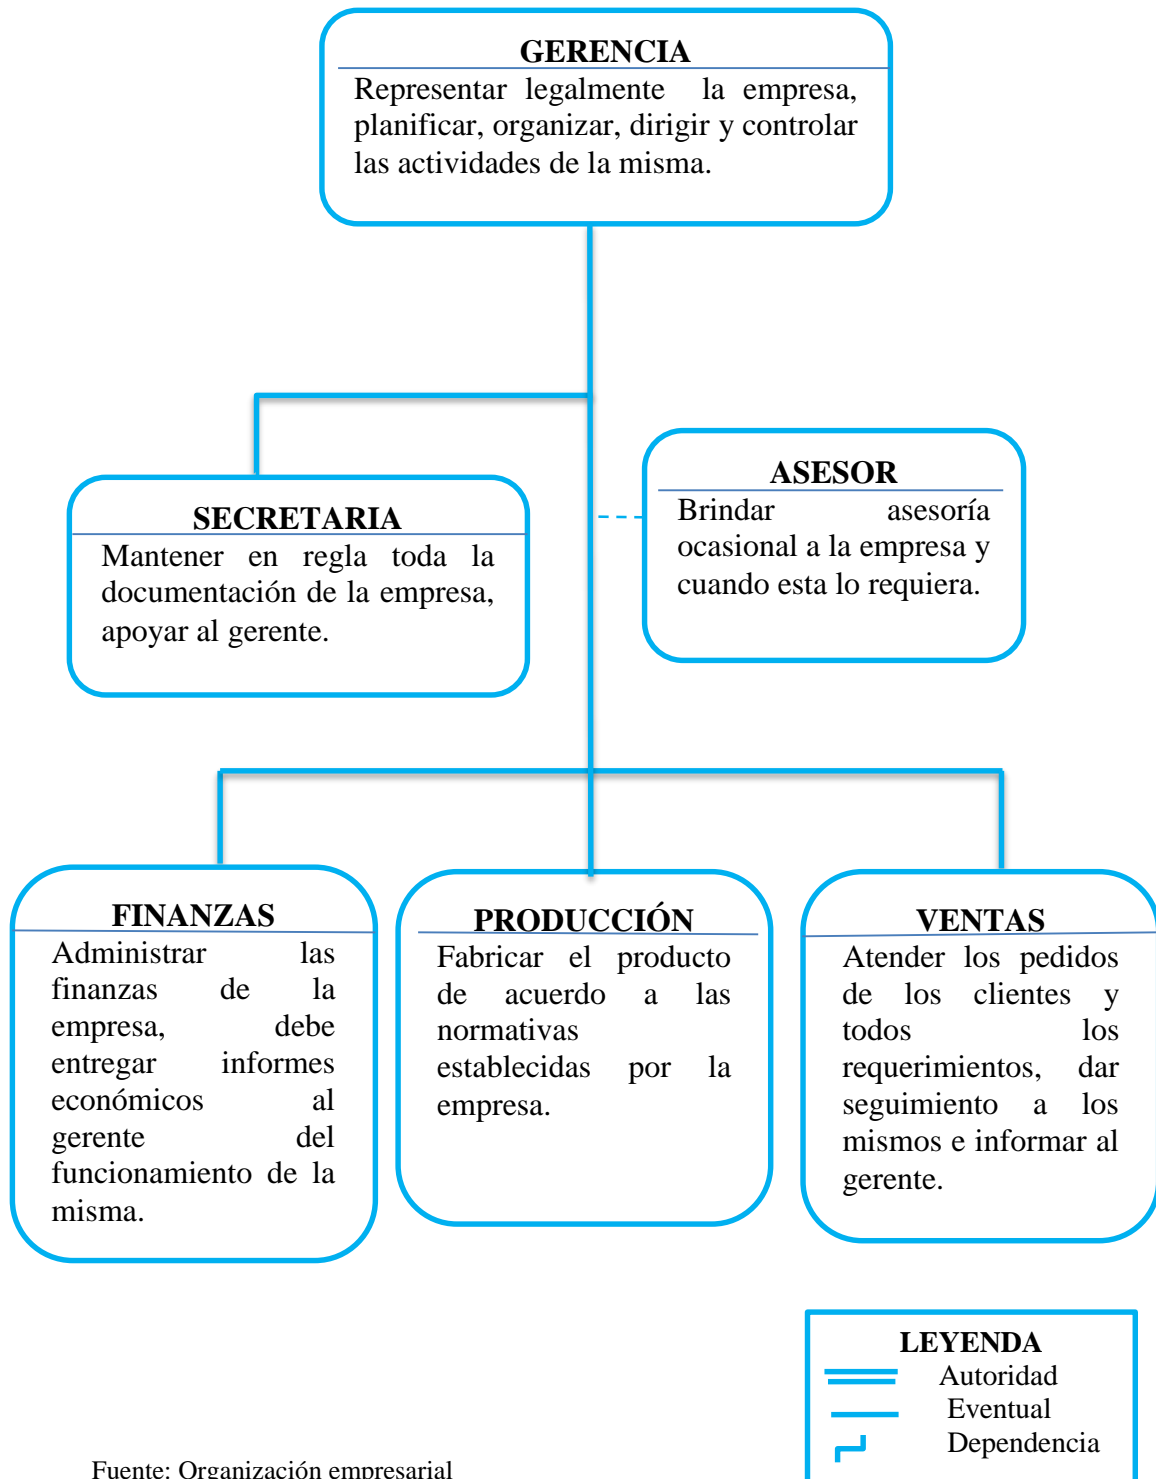 GERENCIA
Representar legalmente la empresa,
planificar, organizar, dirigir y controlar
las actividades de la misma.
SECRETARIA
Mantener en regla toda la
documentación de la empresa,
apoyar al gerente.
ASESOR
Brindar asesoría
ocasional a la empresa y
cuando esta lo requiera.
FINANZAS
Administrar las
finanzas de la
empresa, debe
entregar informes
económicos al
gerente del
funcionamiento de la
misma.
PRODUCCIÓN
Fabricar el producto
de acuerdo a las
normativas
establecidas por la
empresa.
VENTAS
Atender los pedidos
de los clientes y
todos los
requerimientos, dar
seguimiento a los
mismos e informar al
gerente.
LEYENDA
Autoridad
Eventual
Dependencia
Fuente: Organización empresarial